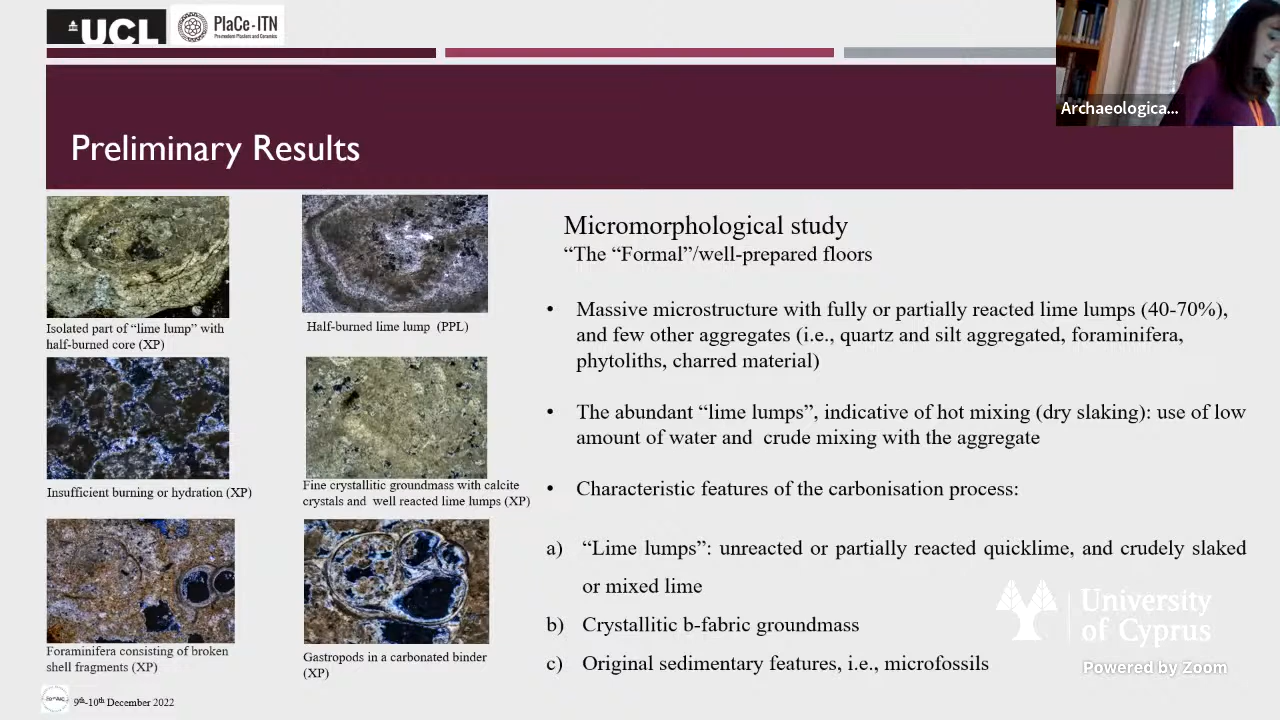 UCL
PlaCe-ITN
Premodern Plasters and Ceramics
Archaeologica...
Preliminary Results
Isolated part of “lime lump” with
half-burned core (XP)
Half-burned lime lump (PPL)
Insufficient burning or hydration (XP)
Fine crystallitic groundmass with calcite
crystals and well reacted lime lumps (XP)
Foraminifera consisting of broken
shell fragments (XP)
Gastropods in a carbonated binder
(XP)
Micromorphological study
“The “Formal”/well-prepared floors
• Massive microstructure with fully or partially reacted lime lumps (40-70%),
and few other aggregates (i.e., quartz and silt aggregated, foraminifera,
phytoliths, charred material)
• The abundant “lime lumps”, indicative of hot mixing (dry slaking): use of low
amount of water and crude mixing with the aggregate
• Characteristic features of the carbonisation process:
a) “Lime lumps”: unreacted or partially reacted quicklime, and crudely slaked
or mixed lime
b) Crystallitic b-fabric groundmass
c) Original sedimentary features, i.e., microfossils
University
of Cyprus
Powered by Zoom
9th-10th December 2022